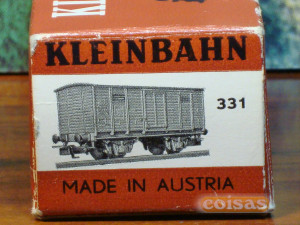 KLEINBAHN
331
MADE IN AUSTRIA
coisas